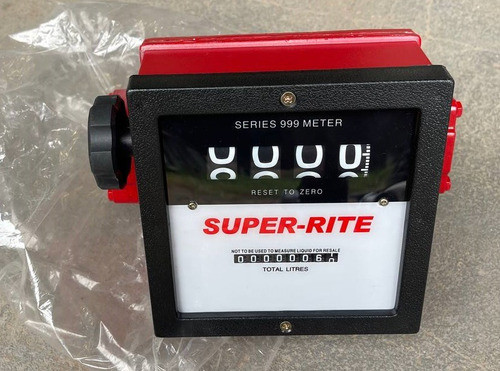 SERIES 999 METER
0000
RESET TO ZERO
SUPER-RITE
NOT TO BE USED TO MEASURE LIQUID FOR RESALE
TOTAL LITRES